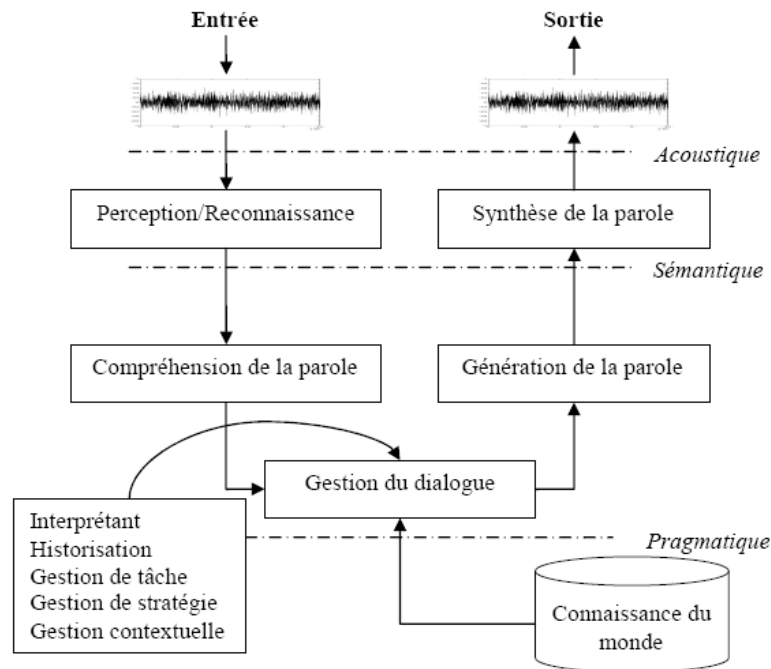 Entrée
Sortie
Acoustique
Perception/Reconnaissance
Synthèse de la parole
Sémantique
Compréhension de la parole
Génération de la parole
Gestion du dialogue
Interprétant
Historisation
Gestion de tâche
Gestion de stratégie
Gestion contextuelle
Pragmatique
Connaissance du
monde